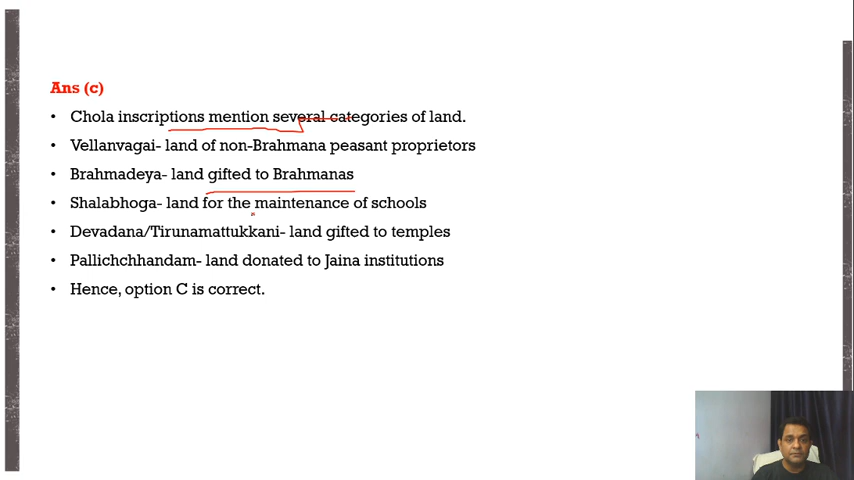 Ans (c)
• Chola inscriptions mention several categories of land.
• Vellanvagai- land of non-Brahmana peasant proprietors
• Brahmadeya- land gifted to Brahmanas
• Shalabhoga- land for the maintenance of schools
• Devadana/Tirunamattukkani- land gifted to temples
• Pallichchhandam- land donated to Jaina institutions
• Hence, option C is correct.